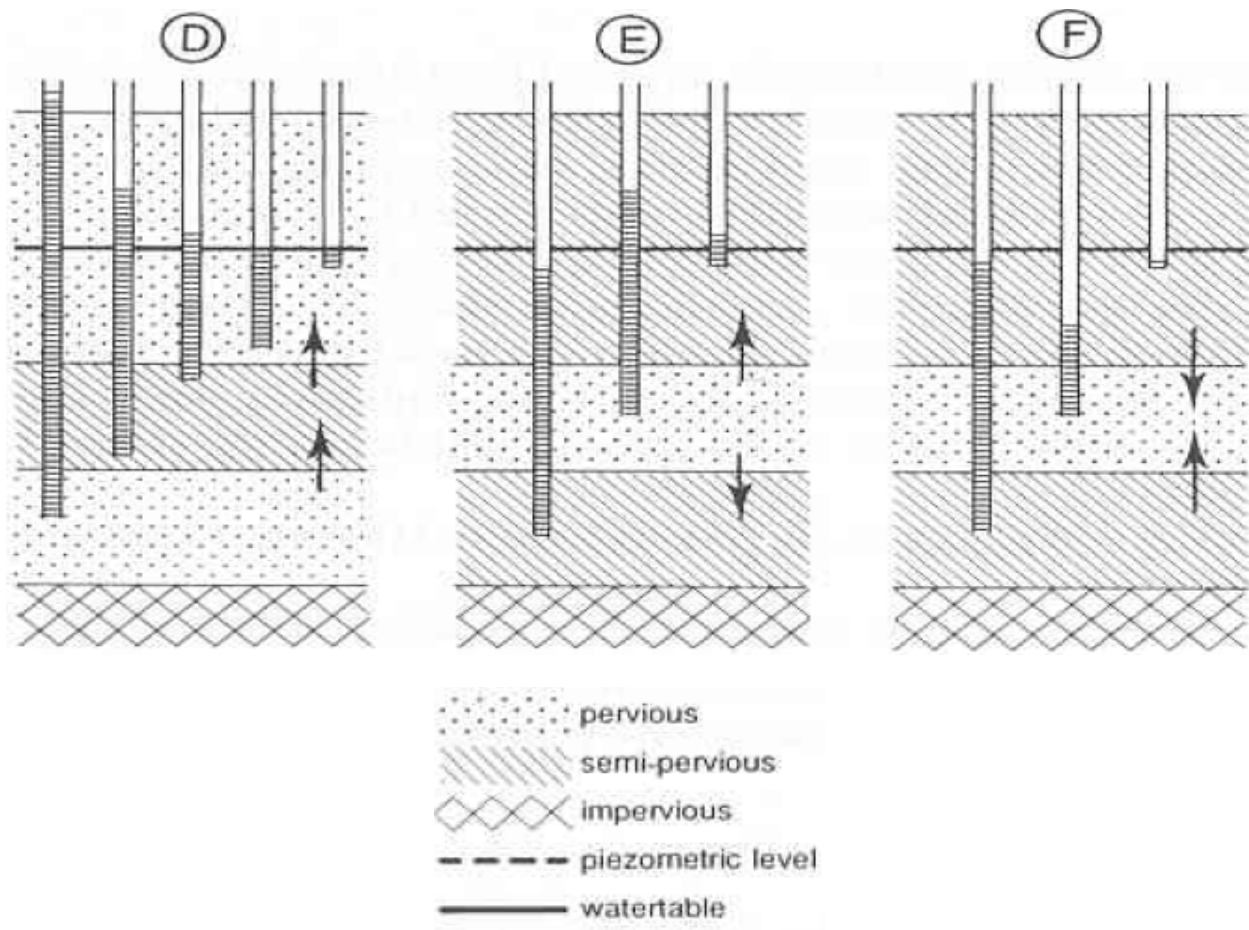 D
E
F
pervious
semi-pervious
impervious
piezometric level
watertable